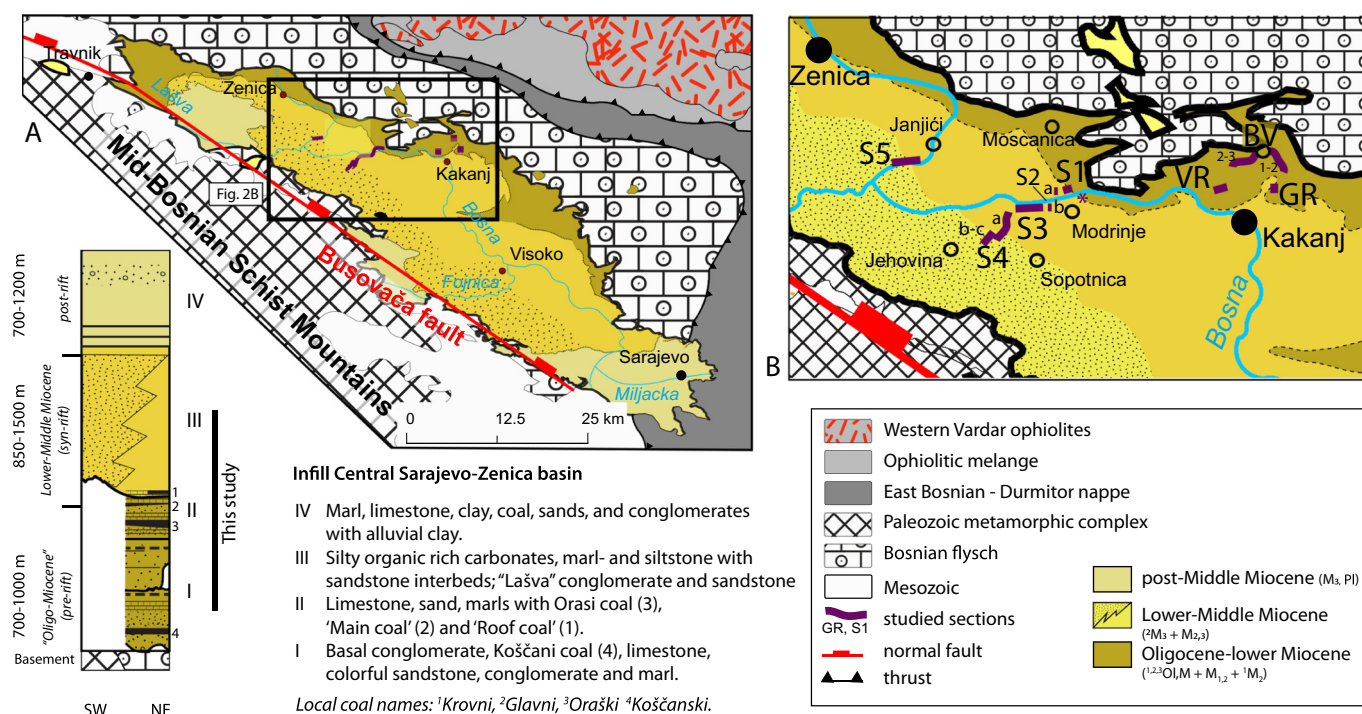 A
Travnik
Lašva
Zenica
Kakanj
Fig. 2B
Bosna
Visoko
Fojnica
Mid-Bosnian Schist Mountains
Busovača fault
Sarajevo
Miljacka
0 12.5 25 km
B
Zenica
Janjići
Moscanica
S5
S2
a
S1
*
b
a
S3
b-c
S4
Modrinje
Jehovina
Sopotnica
VR
2-3
BV
1-2
GR
Kakanj
Bosna
700-1200 m
post-rift
IV
850-1500 m
Lower-Middle Miocene
(syn-rift)
III
1
2
II
3
This study
700-1000 m
"Oligo-Miocene"
(pre-rift)
I
4
Basement
SW NE
Infill Central Sarajevo-Zenica basin
IV Marl, limestone, clay, coal, sands, and conglomerates
with alluvial clay.
III Silty organic rich carbonates, marl- and siltstone with
sandstone interbeds; “Lašva” conglomerate and sandstone
II Limestone, sand, marls with Orasi coal (3),
‘Main coal’ (2) and ‘Roof coal’ (1).
I Basal conglomerate, Koščani coal (4), limestone,
colorful sandstone, conglomerate and marl.
Local coal names: ¹Krovni, ²Glavni, ³Oraški ⁴Koščanski.
Western Vardar ophiolites
Ophiolitic melange
East Bosnian - Durmitor nappe
Paleozoic metamorphic complex
Bosnian flysch
Mesozoic
studied sections
GR, S1
normal fault
thrust
post-Middle Miocene (M₃, Pl)
Lower-Middle Miocene
(²M₃ + M₂,₃)
Oligocene-lower Miocene
(¹,²,³Ol,M + M₁,₂ + ¹M₂)